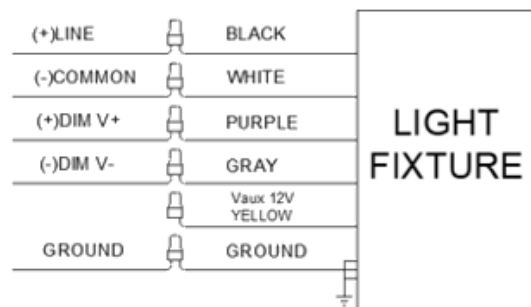 (+)LINE BLACK
(-)COMMON WHITE
(+)DIM V+ PURPLE
(-)DIM V- GRAY
Vaux 12V
YELLOW
GROUND GROUND
LIGHT
FIXTURE